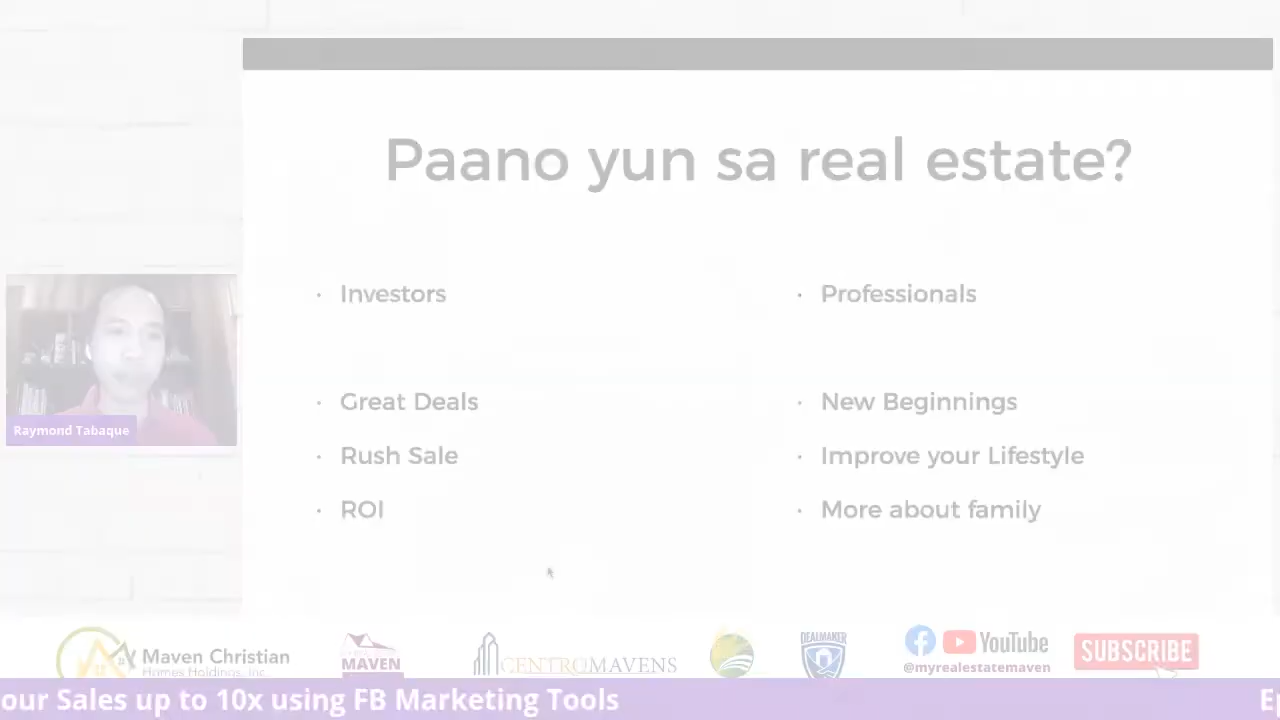 Paano yun sa real estate?
• Investors
• Great Deals
• Rush Sale
• ROI
• Professionals
• New Beginnings
• Improve your Lifestyle
• More about family
Raymond Tabaque
Maven Christian
Homes Holdings, Inc.
MAVEN
CENTROMAVENS
DEALMAKER
YouTube
@myrealestatemaven
SUBSCRIBE
our Sales up to 10x using FB Marketing Tools